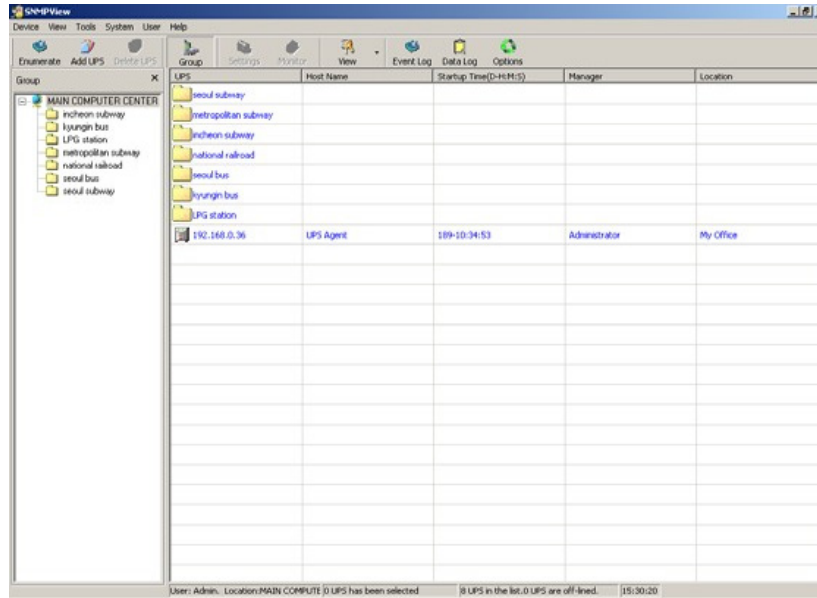 SNMPView
Device View Tools System User Help
Enumerate Add UPS Delete UPS Group Settings Monitor View Event Log Data Log Options
Group
MAIN COMPUTER CENTER
incheon subway
kyungin bus
LPG station
metropolitan subway
national railroad
seoul bus
seoul subway
UPS Host Name Startup Time(D-H:M:S) Manager Location
seoul subway
metropolitan subway
incheon subway
national railroad
seoul bus
kyungin bus
LPG station
192.168.0.36 UPS Agent 189-10:34:53 Administrator My Office
User: Admin. Location:MAIN COMPUTE 0 UPS has been selected 8 UPS in the list.0 UPS are off-lined. 15:30:20